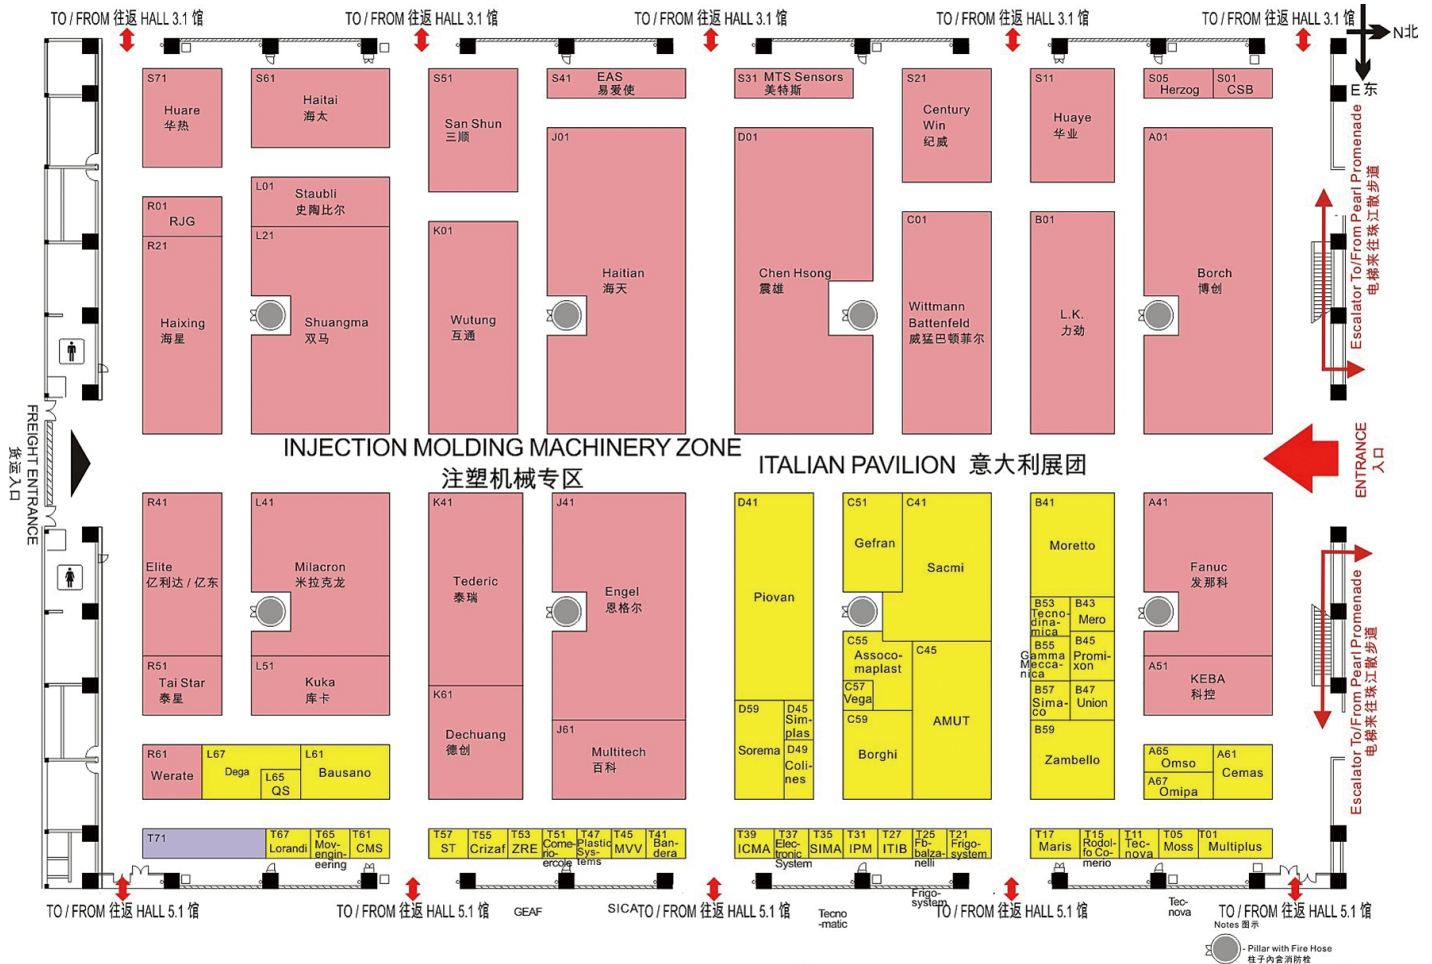 TO / FROM 往返 HALL 3.1 馆
TO / FROM 往返 HALL 3.1 馆
TO / FROM 往返 HALL 3.1 馆
TO / FROM 往返 HALL 3.1 馆
TO / FROM 往返 HALL 3.1 馆
N北
E东
S71
Huare
华热
S61
Haitai
海太
S51
San Shun
三顺
S41
EAS
易爱使
S31
MTS Sensors
美特斯
S21
Century
Win
纪威
S11
Huaye
华业
S05
Herzog
S01
CSB
R01
RJG
R21
Haixing
海星
L01
Staubli
史陶比尔
L21
Shuangma
双马
K01
Wutung
互通
J01
Haitian
海天
D01
Chen Hsong
震雄
C01
Wittmann
Battenfeld
威猛巴顿菲尔
B01
L.K.
力劲
A01
Borch
博创
Escalator To/From Pearl Promenade
电梯来往珠江散步道
FREIGHT ENTRANCE
货运入口
INJECTION MOLDING MACHINERY ZONE
注塑机械专区
ITALIAN PAVILION 意大利展团
ENTRANCE
入口
R41
Elite
亿利达 / 亿东
L41
Milacron
米拉克龙
K41
Tederic
泰瑞
J41
Engel
恩格尔
D41
Piovan
C51
Gefran
C41
Sacmi
B41
Moretto
A41
Fanuc
发那科
B53
Tecno-
dina-
mica
B43
Mero
B55
Gamma
Mecca-
nica
B45
Promi-
xon
B57
Sima-
co
B47
Union
B59
Zambello
R51
Tai Star
泰星
L51
Kuka
库卡
K61
Dechuang
德创
J61
Multitech
百科
D59
Sorema
D45
Sim-
plas
D49
Coli-
nes
C55
Assoco-
maplast
C57
Vega
C59
Borghi
C45
AMUT
A51
KEBA
科控
R61
Werate
L67
Dega
L65
QS
L61
Bausano
A65
Omso
A67
Omipa
A61
Cemas
Escalator To/From Pearl Promenade
电梯来往珠江散步道
T71
T67
Lorandi
T65
Mov-
engin-
eering
T61
CMS
T57
ST
T55
Crizaf
T53
ZRE
T51
Come-
rio-
ercole
T47
Plastic
Sys-
tems
T45
MVV
T41
Ban-
dera
T39
ICMA
T37
Elec-
tronic
System
T35
SIMA
T31
IPM
T27
ITIB
T25
Fb-
balza-
nelli
T21
Frigo-
system
T17
Maris
T15
Rodol-
fo Co-
merio
T11
Tec-
nova
T05
Moss
T01
Multiplus
TO / FROM 往返 HALL 5.1 馆
TO / FROM 往返 HALL 5.1 馆
GEAF
SICA
TO / FROM 往返 HALL 5.1 馆
Tecno
-matic
Frigo-
system
TO / FROM 往返 HALL 5.1 馆
Tec-
nova
TO / FROM 往返 HALL 5.1 馆
Notes 图示
- Pillar with Fire Hose
柱子内含消防栓